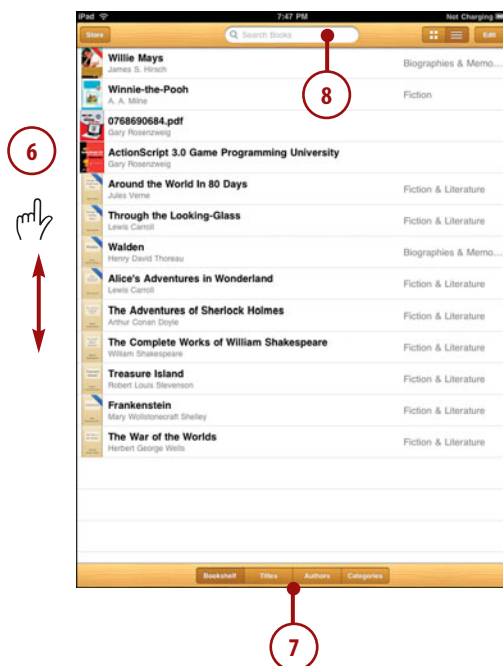 iPad 7:47 PM Not Charging
Store Search Books Edit
8
Willie Mays
James S. Hirsch
Biographies & Memo...
Winnie-the-Pooh
A. A. Milne
Fiction
0768690684.pdf
Gary Rosenzweig
6
ActionScript 3.0 Game Programming University
Gary Rosenzweig
Around the World In 80 Days
Jules Verne
Fiction & Literature
Through the Looking-Glass
Lewis Carroll
Fiction & Literature
Walden
Henry David Thoreau
Biographies & Memo...
Alice's Adventures in Wonderland
Lewis Carroll
Fiction & Literature
The Adventures of Sherlock Holmes
Arthur Conan Doyle
Fiction & Literature
The Complete Works of William Shakespeare
William Shakespeare
Fiction & Literature
Treasure Island
Robert Louis Stevenson
Fiction & Literature
Frankenstein
Mary Wollstonecraft Shelley
Fiction & Literature
The War of the Worlds
Herbert George Wells
Fiction & Literature
Bookshelf Titles Authors Categories
7